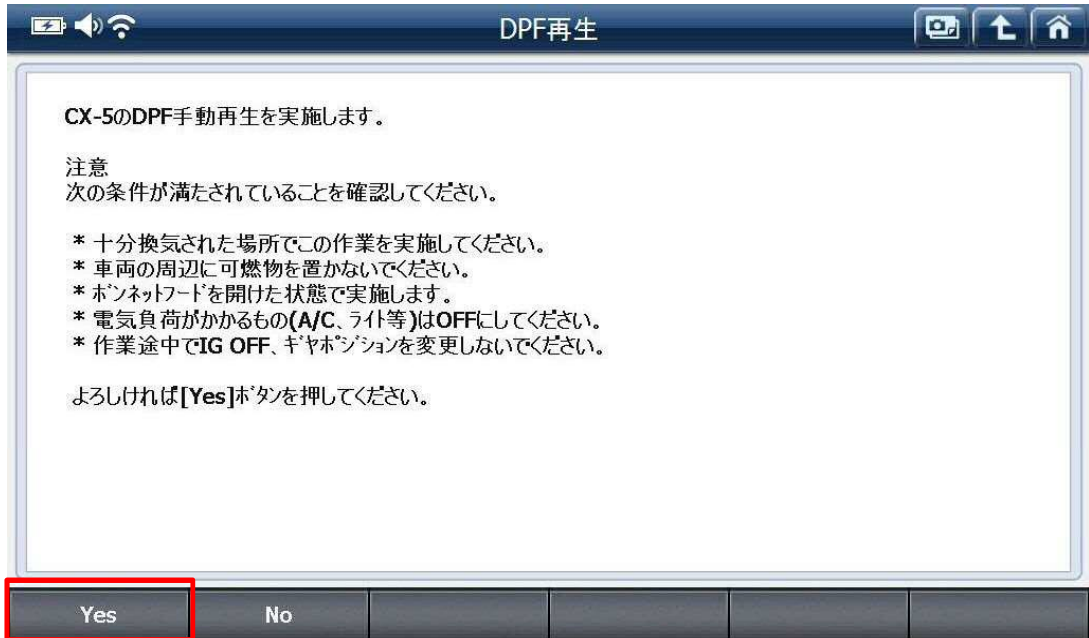 DPF再生
CX-5のDPF手動再生を実施します。
注意
次の条件が満たされていることを確認してください。
* 十分換気された場所でこの作業を実施してください。
* 車両の周辺に可燃物を置かないでください。
* ﾎﾞﾝﾈｯﾄﾌｰﾄﾞを開けた状態で実施します。
* 電気負荷がかかるもの(A/C、ﾗｲﾄ等)はOFFにしてください。
* 作業途中でIG OFF、ｷﾞﾔﾎﾟｼﾞｼｮﾝを変更しないでください。
よろしければ[Yes]ﾎﾞﾀﾝを押してください。
Yes No